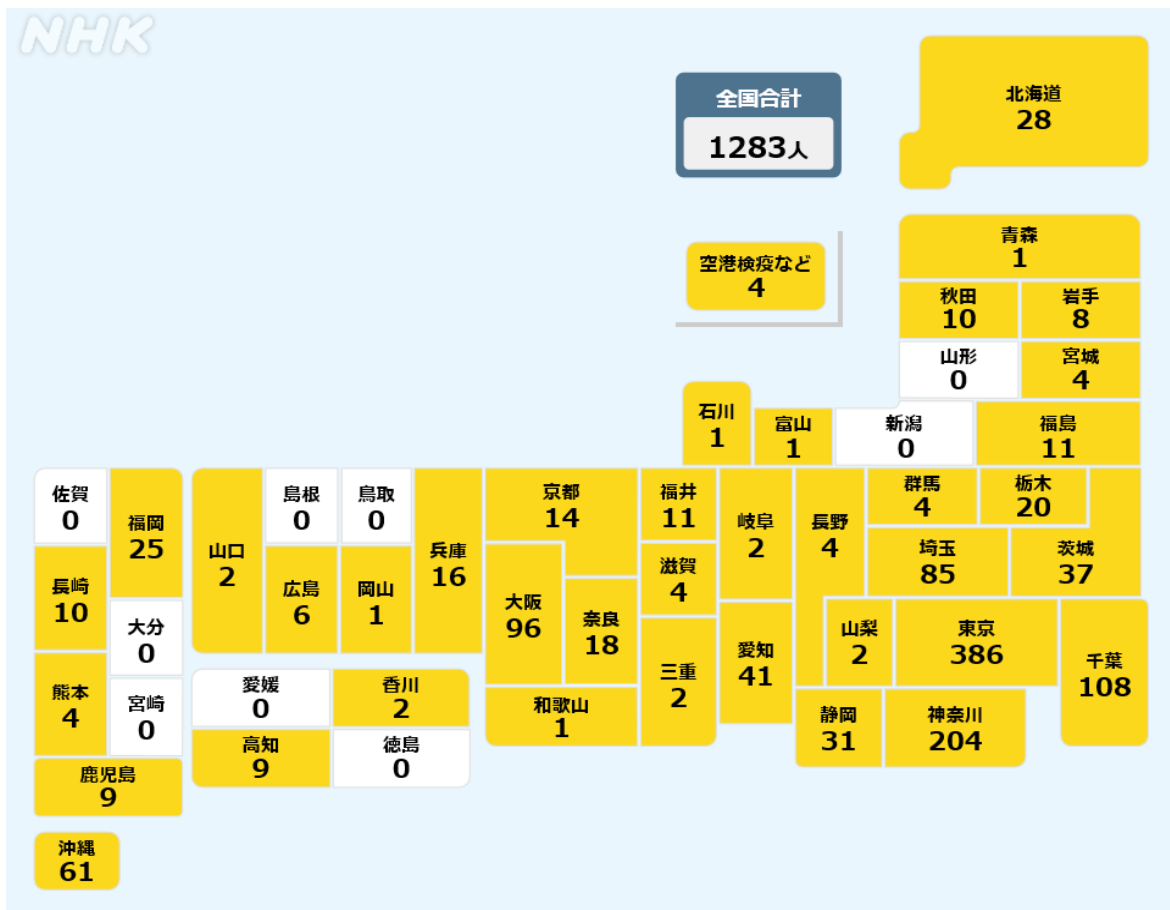 NHK
全国合計
1283人
北海道
28
空港検疫など
4
青森
1
秋田
10
岩手
8
山形
0
宮城
4
石川
1
富山
1
新潟
0
福島
11
佐賀
0
福岡
25
山口
2
島根
0
鳥取
0
兵庫
16
京都
14
福井
11
岐阜
2
長野
4
群馬
4
栃木
20
長崎
10
広島
6
岡山
1
大阪
96
滋賀
4
埼玉
85
茨城
37
大分
0
奈良
18
愛知
41
山梨
2
東京
386
千葉
108
熊本
4
宮崎
0
愛媛
0
香川
2
和歌山
1
三重
2
静岡
31
神奈川
204
高知
9
徳島
0
鹿児島
9
沖縄
61